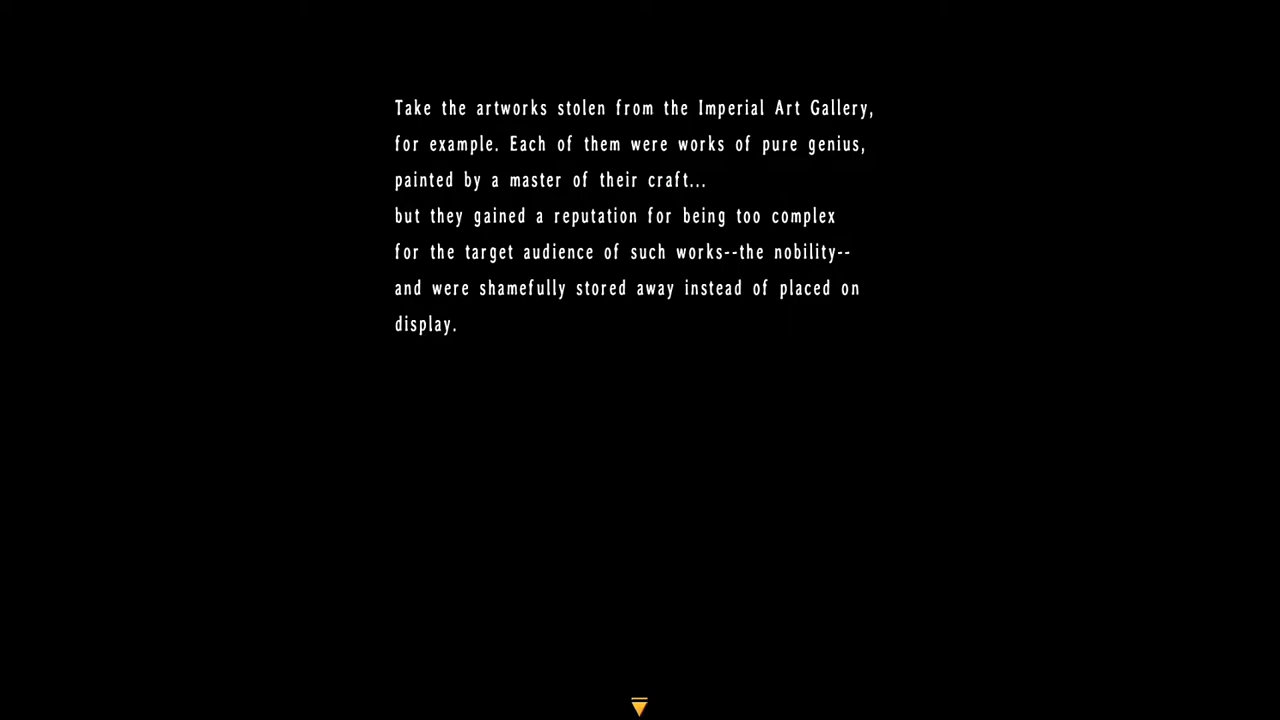 Take the artworks stolen from the Imperial Art Gallery,
for example. Each of them were works of pure genius,
painted by a master of their craft...
but they gained a reputation for being too complex
for the target audience of such works--the nobility--
and were shamefully stored away instead of placed on
display.